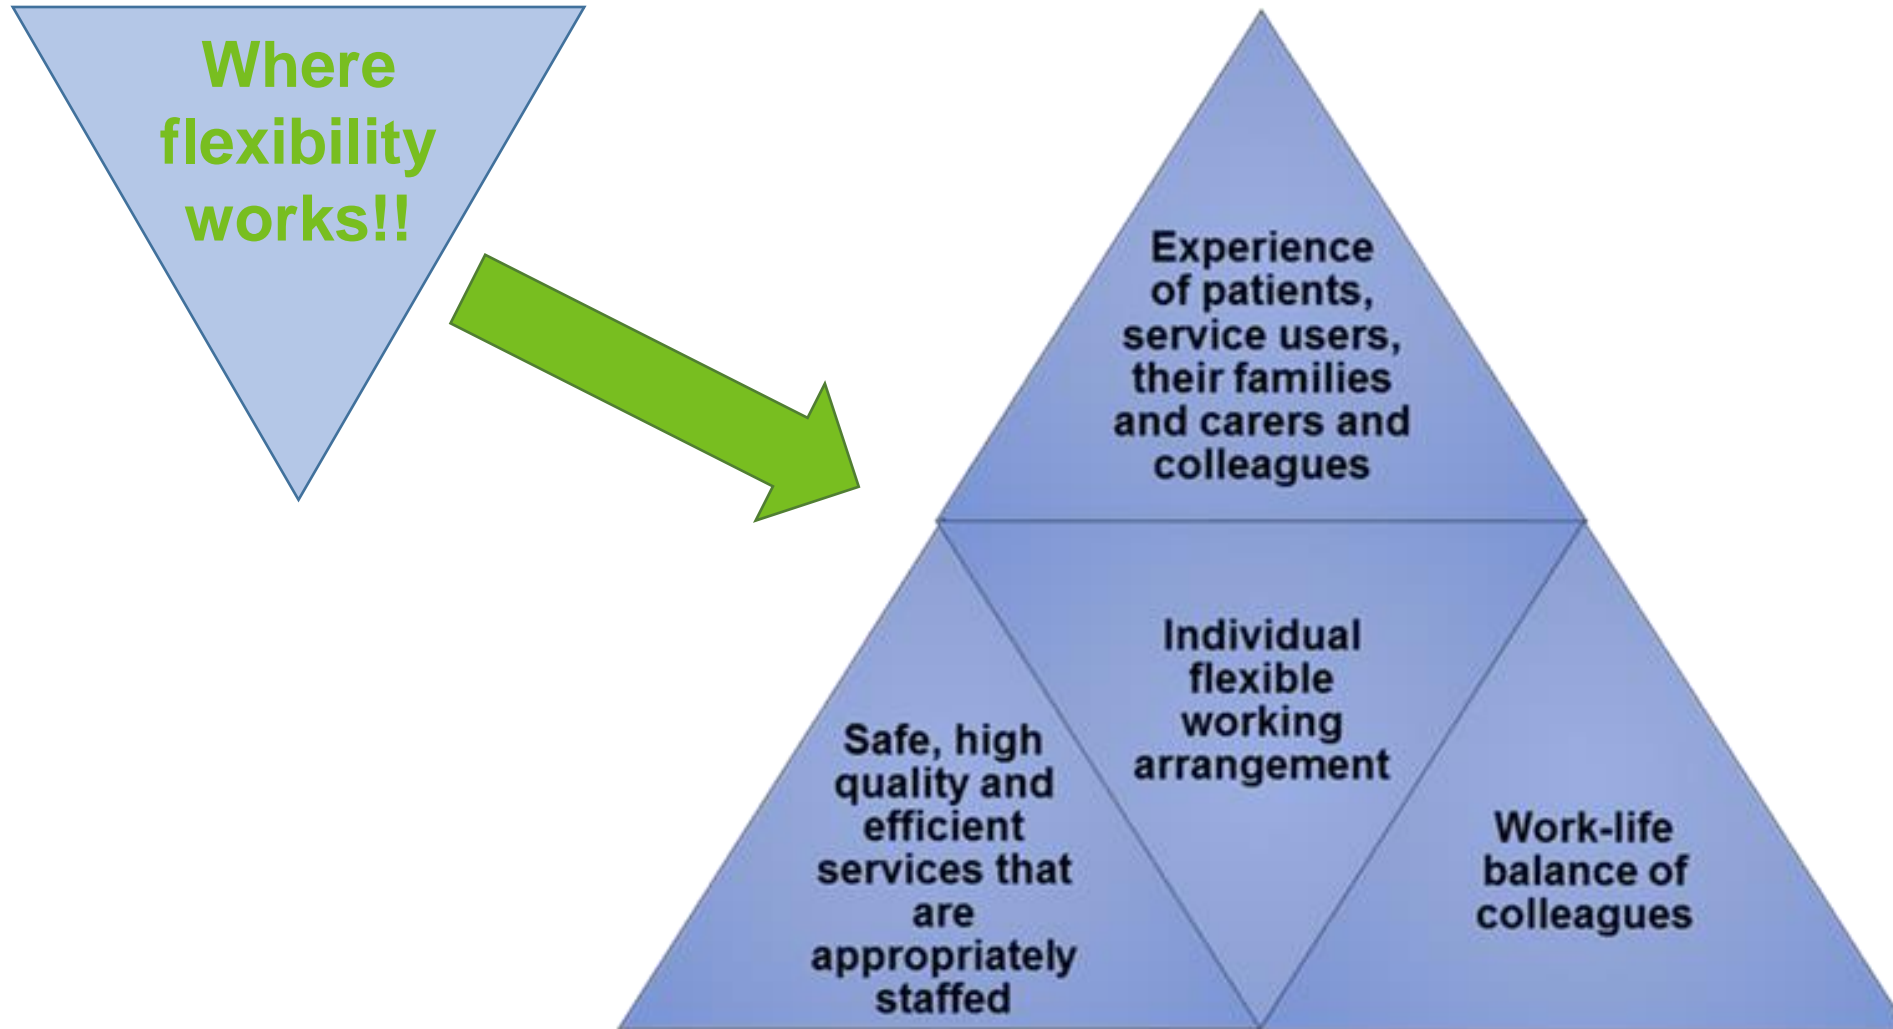 Where
flexibility
works!!
Experience
of patients,
service users,
their families
and carers and
colleagues
Individual
flexible
working
arrangement
Safe, high
quality and
efficient
services that
are
appropriately
staffed
Work-life
balance of
colleagues